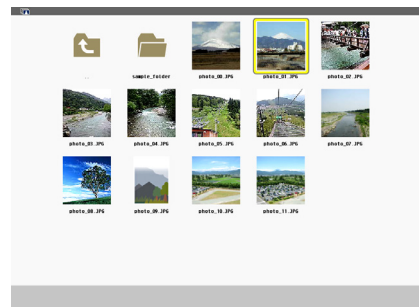 ..
sample_folder photo_00.JPG photo_01.JPG photo_02.JPG
photo_03.JPG photo_04.JPG photo_05.JPG photo_06.JPG photo_07.JPG
photo_08.JPG photo_09.JPG photo_10.JPG photo_11.JPG